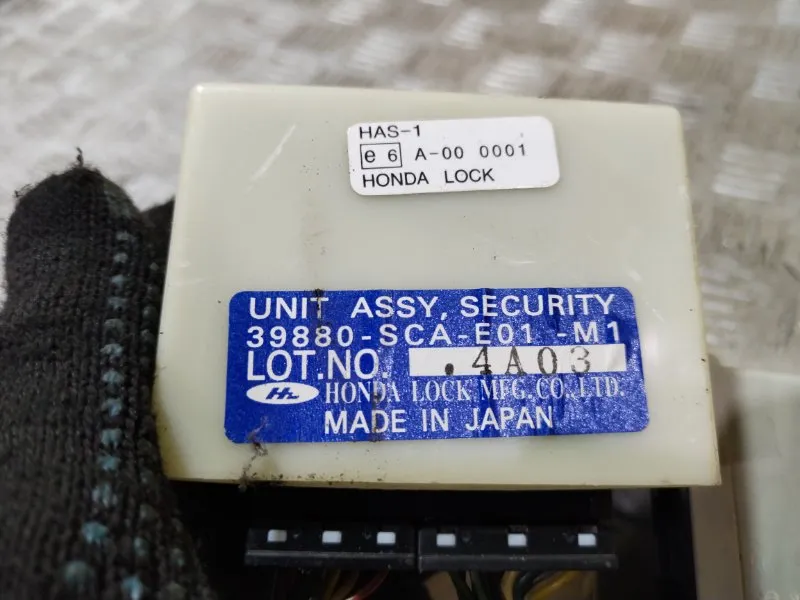 HAS-1
e 6 A-00 0001
HONDA LOCK
UNIT ASSY, SECURITY
39880-SCA-E01 -M1
LOT.NO. .4A03
HL HONDA LOCK MFG.CO.,LTD.
MADE IN JAPAN